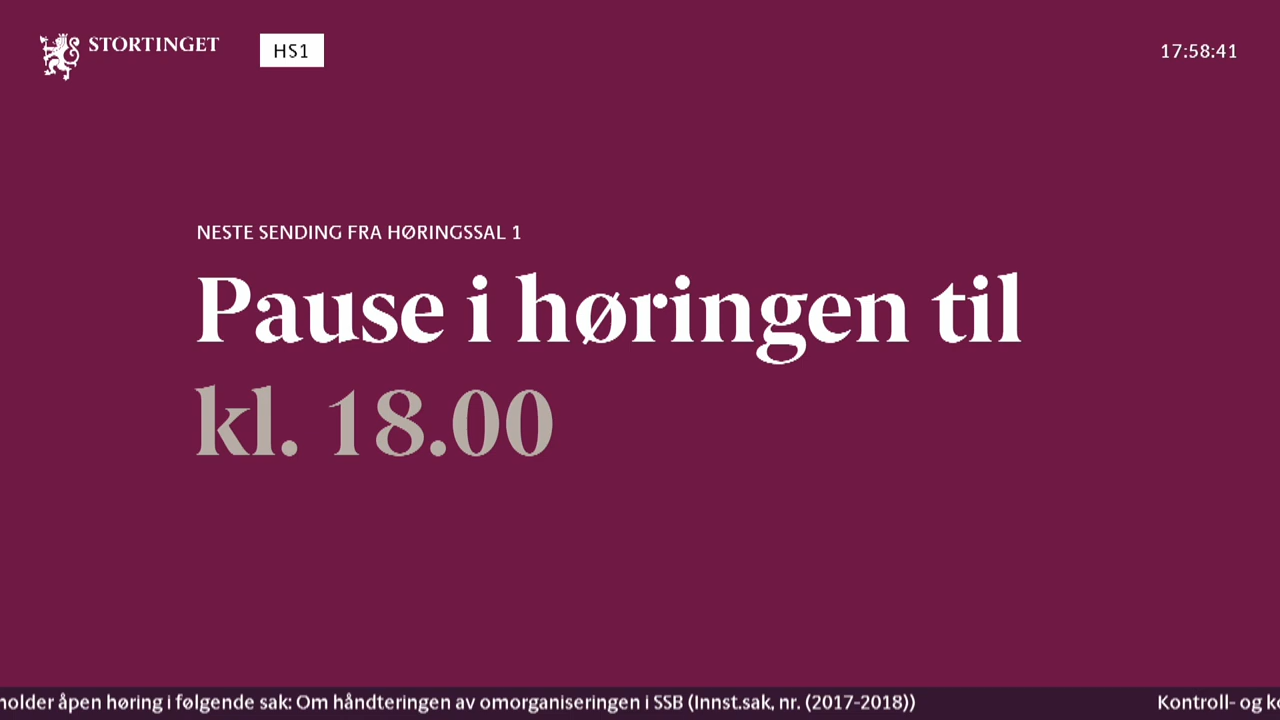 STORTINGET
HS1
17:58:41
NESTE SENDING FRA HØRINGSSAL 1
Pause i høringen til
kl. 18.00
holder åpen høring i følgende sak: Om håndteringen av omorganiseringen i SSB (Innst.sak, nr. (2017-2018)) Kontroll- og